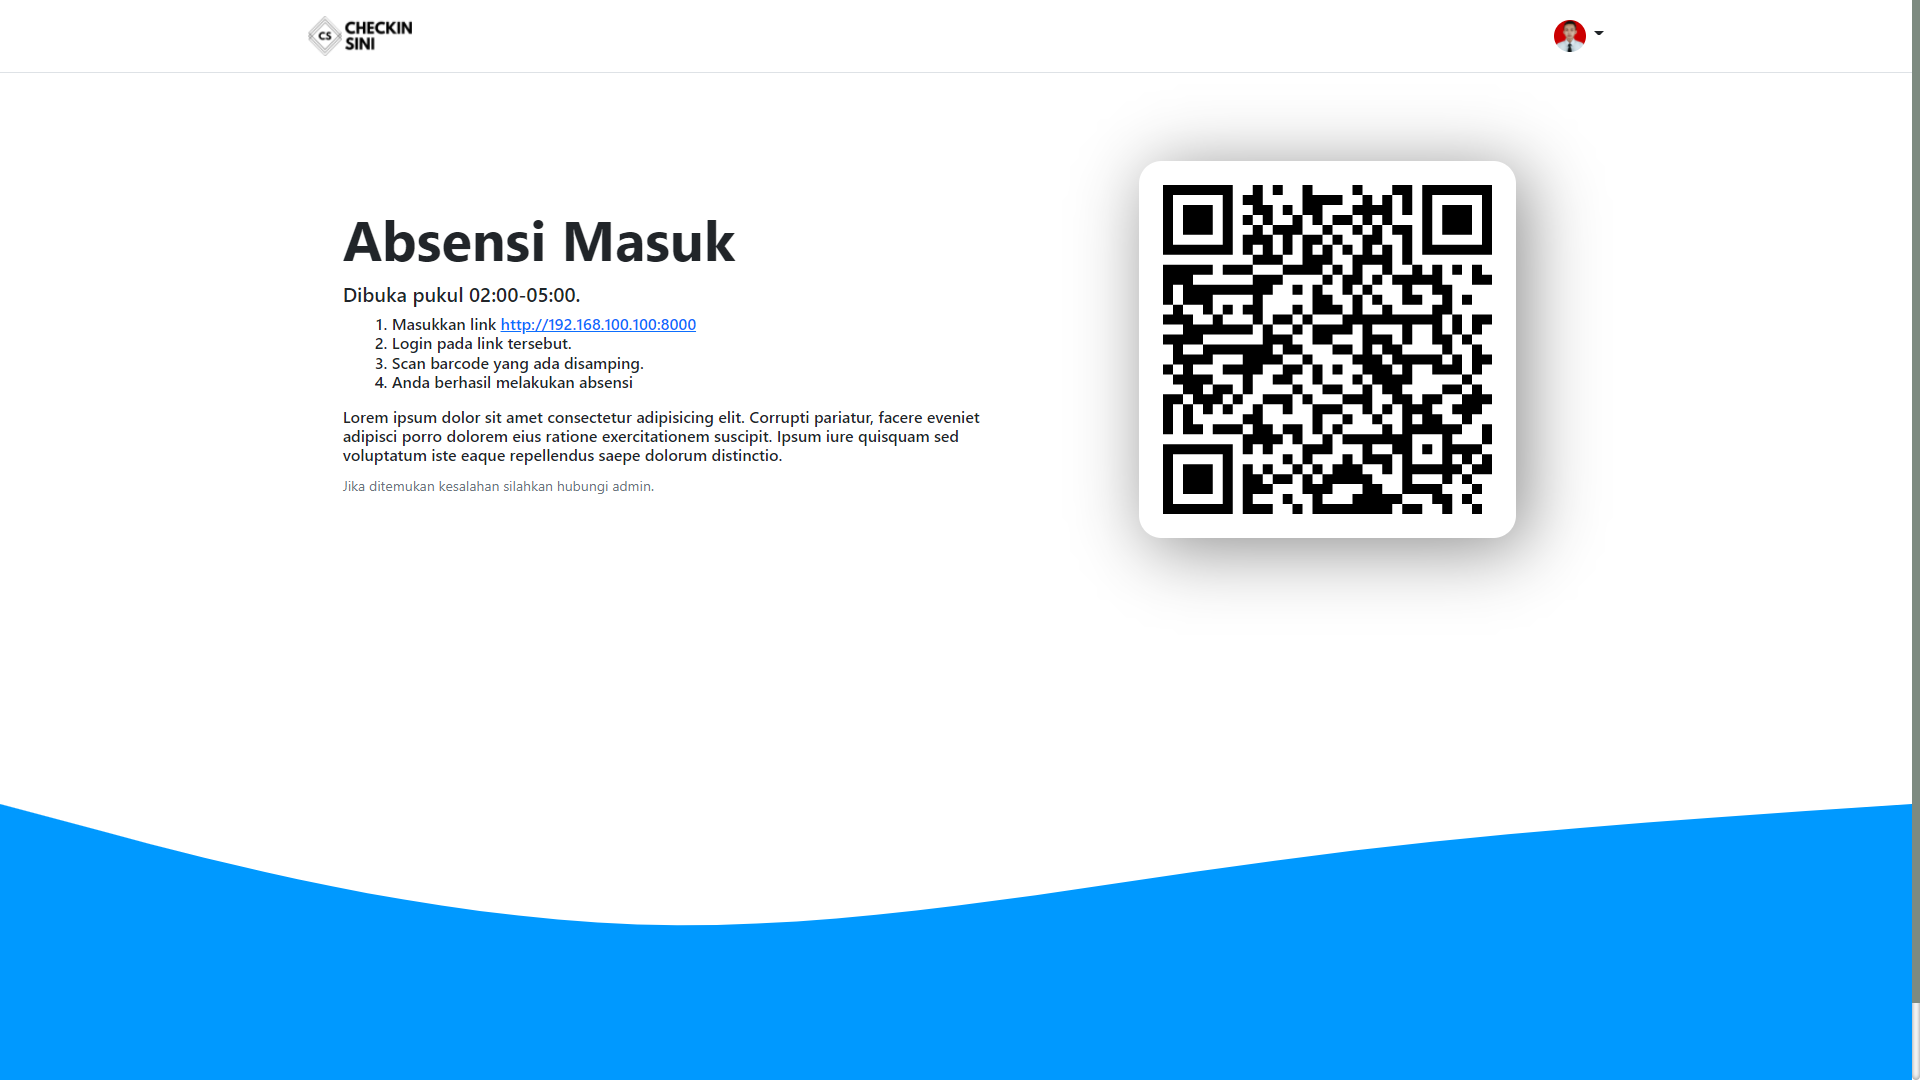 CS
CHECKIN
SINI
Absensi Masuk
Dibuka pukul 02:00-05:00.
1. Masukkan link http://192.168.100.100:8000
2. Login pada link tersebut.
3. Scan barcode yang ada disamping.
4. Anda berhasil melakukan absensi
Lorem ipsum dolor sit amet consectetur adipisicing elit. Corrupti pariatur, facere eveniet
adipisci porro dolorem eius ratione exercitationem suscipit. Ipsum iure quisquam sed
voluptatum iste eaque repellendus saepe dolorum distinctio.
Jika ditemukan kesalahan silahkan hubungi admin.